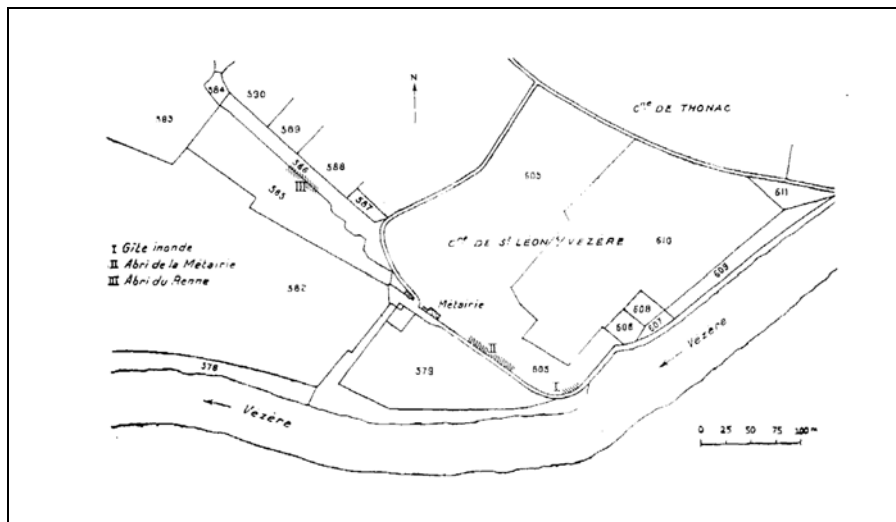 N
584
590
583
589
586
588
III
585
587
Cne DE THONAC
605
611
I Gîte inondé
II Abri de la Métairie
III Abri du Renne
Cne DE St LEON/s/VEZERE
610
609
582
Métairie
608
606
607
II
Vezère
578
579
605
I
Vezère
0 25 50 75 100m